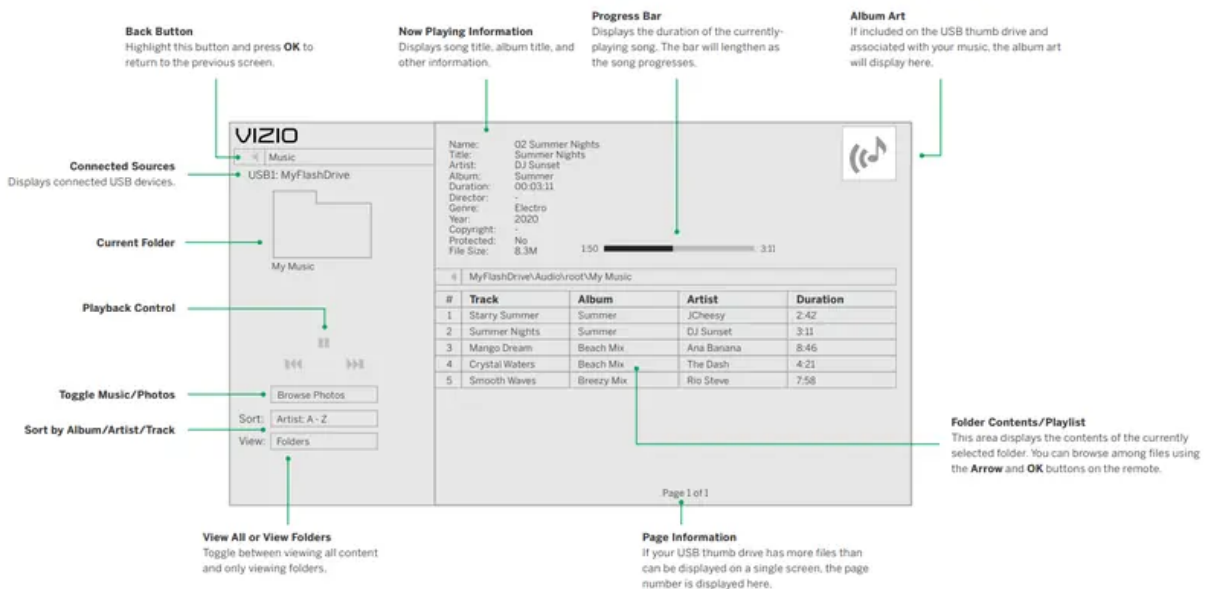 Back Button
Highlight this button and press OK to
return to the previous screen.
Now Playing Information
Displays song title, album title, and
other information.
Progress Bar
Displays the duration of the currently-
playing song. The bar will lengthen as
the song progresses.
Album Art
If included on the USB thumb drive and
associated with your music, the album art
will display here.
Connected Sources
Displays connected USB devices.
Current Folder
Playback Control
Toggle Music/Photos
Sort by Album/Artist/Track
VIZIO
Music
USB1: MyFlashDrive
My Music
Browse Photos
Sort: Artist: A - Z
View: Folders
Name: 02 Summer Nights
Title: Summer Nights
Artist: DJ Sunset
Album: Summer
Duration: 00:03:11
Director: -
Genre: Electro
Year: 2020
Copyright: -
Protected: No
File Size: 8.3M
1:50 3:11
MyFlashDrive\Audio\root\My Music
# Track Album Artist Duration
1 Starry Summer Summer JCheesy 2:42
2 Summer Nights Summer DJ Sunset 3:11
3 Mango Dream Beach Mix Ana Banana 8:46
4 Crystal Waters Beach Mix The Dash 4:21
5 Smooth Waves Breezy Mix Rio Steve 7:58
Page 1 of 1
Folder Contents/Playlist
This area displays the contents of the currently
selected folder. You can browse among files using
the Arrow and OK buttons on the remote.
View All or View Folders
Toggle between viewing all content
and only viewing folders.
Page Information
If your USB thumb drive has more files than
can be displayed on a single screen, the page
number is displayed here.